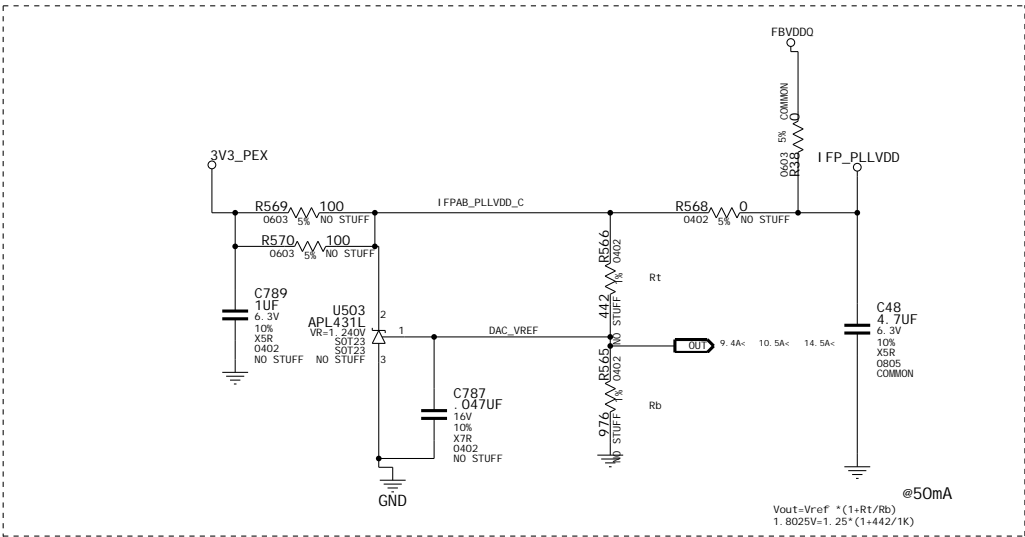 FBVDDQ
COMMON
5%
0
0603
R38
IFP_PLLVDD
3V3_PEX
R569
100
0603
5%
NO STUFF
IFPAB_PLLVDD_C
R568
0
0402
5%
NO STUFF
R570
100
0603
5%
NO STUFF
R566
0402
1%
442
NO STUFF
Rt
C789
1UF
6.3V
10%
X5R
0402
NO STUFF
U503
APL431L
VR=1.240V
SOT23
SOT23
NO STUFF
2
1
3
DAC_VREF
OUT
9.4A<
10.5A<
14.5A<
C48
4.7UF
6.3V
10%
X5R
0805
COMMON
R565
0402
1%
976
NO STUFF
Rb
C787
.047UF
16V
10%
X7R
0402
NO STUFF
GND
@50mA
Vout=Vref *(1+Rt/Rb)
1.8025V=1.25*(1+442/1K)